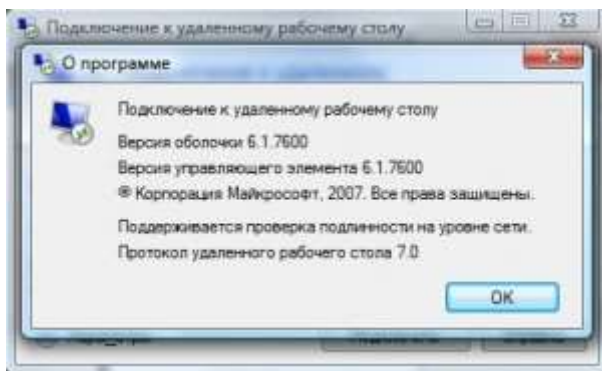 Подключение к удаленному рабочему столу
О программе
Подключение к удаленному рабочему столу
Версия оболочки 6.1.7600
Версия управляющего элемента 6.1.7600
© Корпорация Майкрософт, 2007. Все права защищены.
Поддерживается проверка подлинности на уровне сети.
Протокол удаленного рабочего стола 7.0
OK